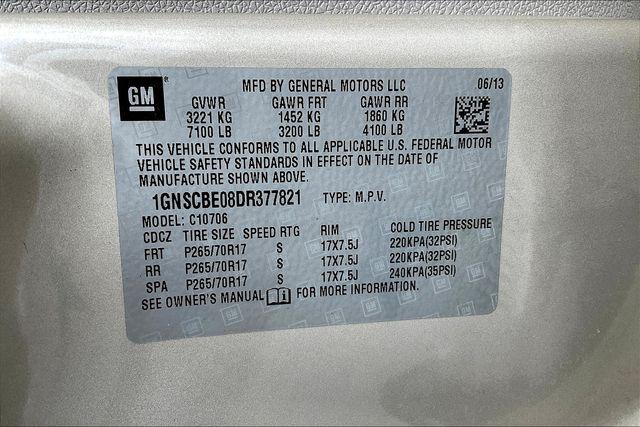 GM ®
MFD BY GENERAL MOTORS LLC 06/13
GVWR GAWR FRT GAWR RR
3221 KG 1452 KG 1860 KG
7100 LB 3200 LB 4100 LB
THIS VEHICLE CONFORMS TO ALL APPLICABLE U.S. FEDERAL MOTOR
VEHICLE SAFETY STANDARDS IN EFFECT ON THE DATE OF
MANUFACTURE SHOWN ABOVE.
1GNSCBE08DR377821 TYPE: M.P.V.
MODEL: C10706
CDCZ TIRE SIZE SPEED RTG RIM COLD TIRE PRESSURE
FRT P265/70R17 S 17X7.5J 220KPA(32PSI)
RR P265/70R17 S 17X7.5J 220KPA(32PSI)
SPA P265/70R17 S 17X7.5J 240KPA(35PSI)
SEE OWNER'S MANUAL i FOR MORE INFORMATION.